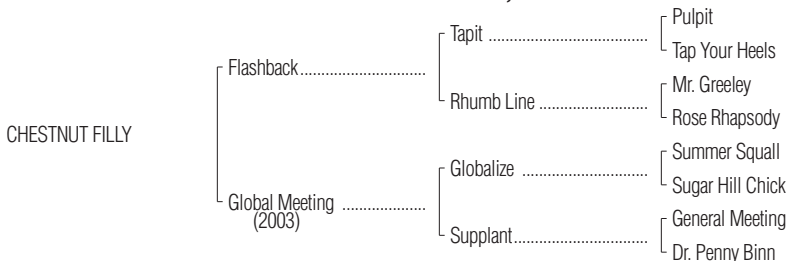 Pulpit
Tapit ................................................
Tap Your Heels
Flashback..............................
Mr. Greeley
Rhumb Line .................................
Rose Rhapsody
CHESTNUT FILLY
Summer Squall
Globalize ......................................
Sugar Hill Chick
Global Meeting ....................
(2003)
General Meeting
Supplant.........................................
Dr. Penny Binn